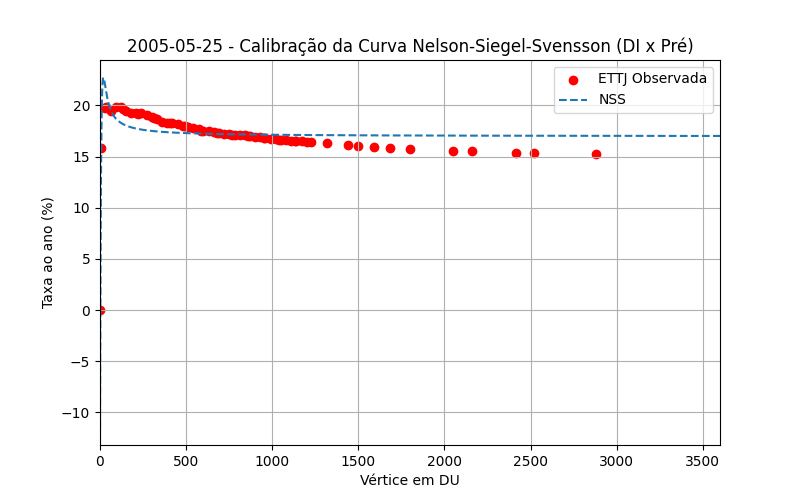 2005-05-25 - Calibração da Curva Nelson-Siegel-Svensson (DI x Pré)
ETTJ Observada
NSS
Taxa ao ano (%)
20
15
10
5
0
−5
−10
0 500 1000 1500 2000 2500 3000 3500
Vértice em DU